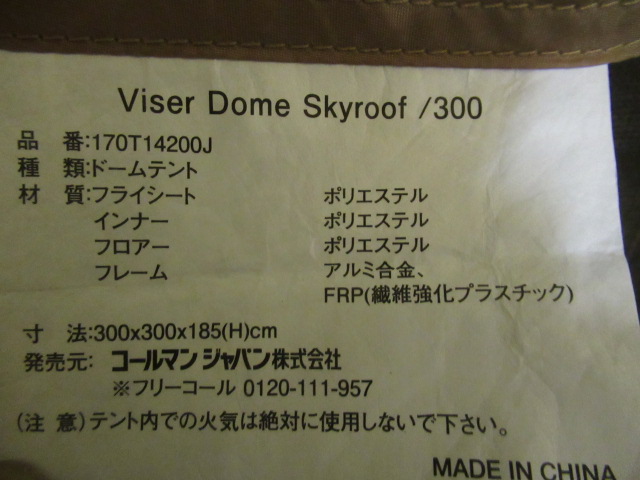 Viser Dome Skyroof /300
品 番:170T14200J
種 類:ドームテント
材 質:フライシート ポリエステル
インナー ポリエステル
フロアー ポリエステル
フレーム アルミ合金、
FRP(繊維強化プラスチック)
寸 法:300x300x185(H)cm
発売元: コールマン ジャパン株式会社
※フリーコール 0120-111-957
(注 意)テント内での火気は絶対に使用しないで下さい。
MADE IN CHINA